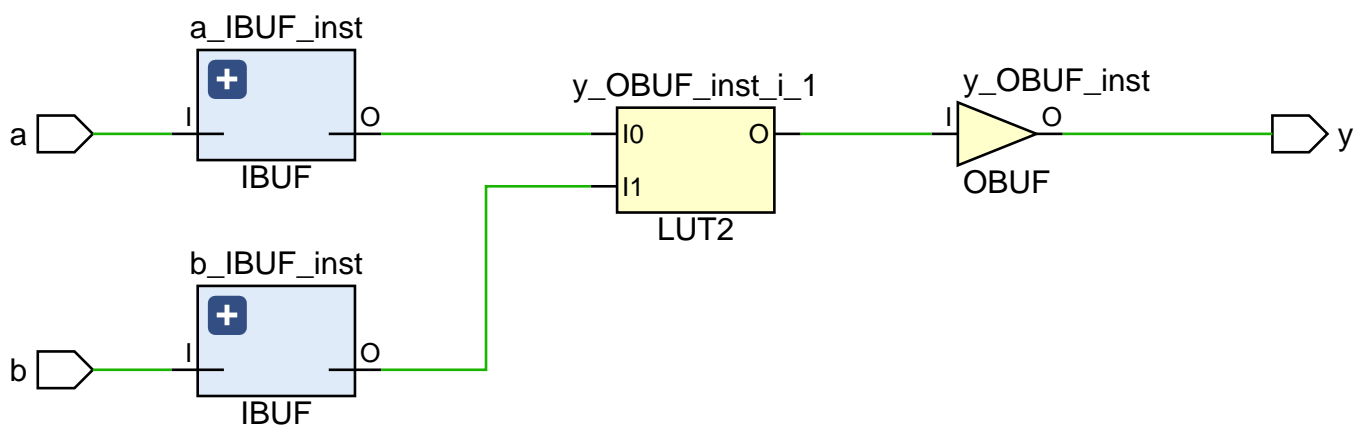 a_IBUF_inst
+
a
I
O
IBUF
y_OBUF_inst_i_1
I0
I1
O
LUT2
y_OBUF_inst
I
O
OBUF
y
b_IBUF_inst
+
b
I
O
IBUF